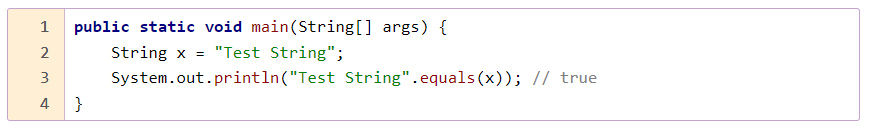 1 public static void main(String[] args) {
2     String x = "Test String";
3     System.out.println("Test String".equals(x)); // true
4 }